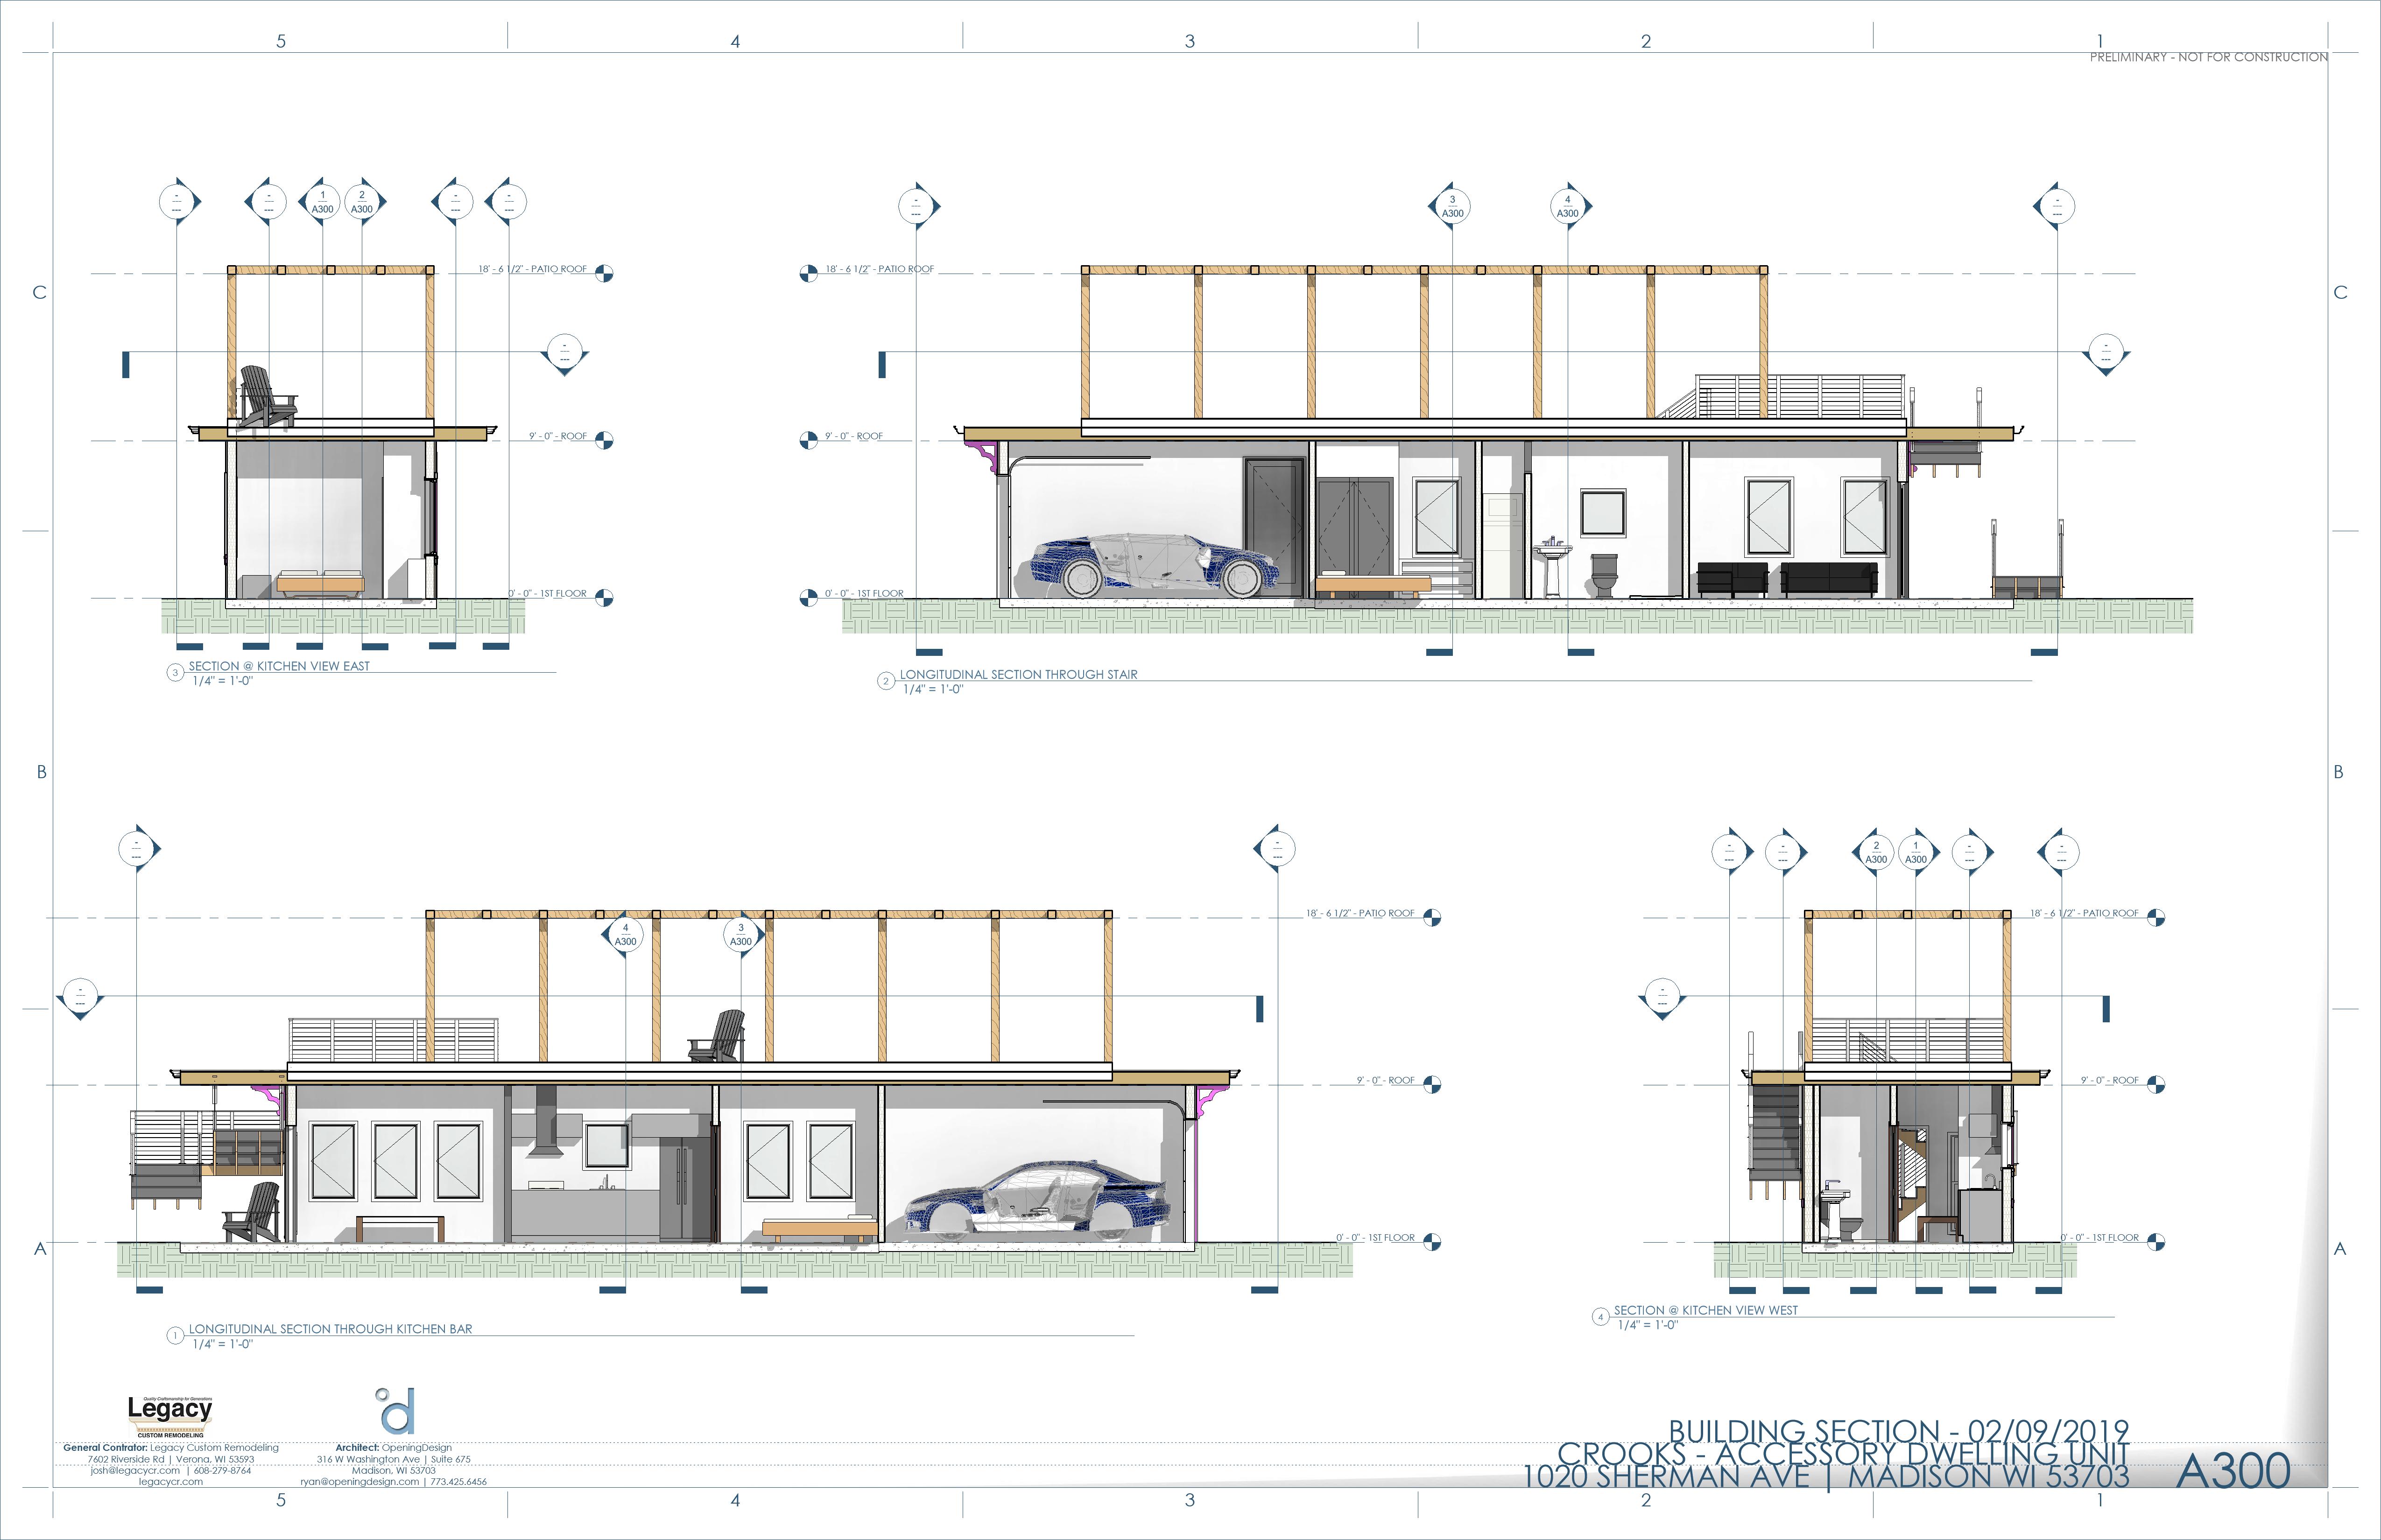 5 4 3 2 1
PRELIMINARY - NOT FOR CONSTRUCTION
- --- - --- 1 A300 2 A300 - --- - ---
- --- 3 A300 4 A300 - ---
18' - 6 1/2" - PATIO ROOF
18' - 6 1/2" - PATIO ROOF
C
C
- ---
- ---
9' - 0" - ROOF
9' - 0" - ROOF
0' - 0" - 1ST FLOOR
0' - 0" - 1ST FLOOR
3 SECTION @ KITCHEN VIEW EAST
1/4" = 1'-0"
2 LONGITUDINAL SECTION THROUGH STAIR
1/4" = 1'-0"
B
B
- --- - ---
- --- - --- 2 A300 1 A300 - --- - ---
18' - 6 1/2" - PATIO ROOF
18' - 6 1/2" - PATIO ROOF
4 A300 3 A300
- ---
- ---
9' - 0" - ROOF
9' - 0" - ROOF
0' - 0" - 1ST FLOOR
0' - 0" - 1ST FLOOR
A
A
1 LONGITUDINAL SECTION THROUGH KITCHEN BAR
1/4" = 1'-0"
4 SECTION @ KITCHEN VIEW WEST
1/4" = 1'-0"
Quality Craftsmanship for Generations
Legacy
CUSTOM REMODELING
d
General Contrator: Legacy Custom Remodeling
7602 Riverside Rd | Verona, WI 53593
josh@legacycr.com | 608-279-8764
legacycr.com
Architect: OpeningDesign
316 W Washington Ave | Suite 675
Madison, WI 53703
ryan@openingdesign.com | 773.425.6456
BUILDING SECTION - 02/09/2019
CROOKS - ACCESSORY DWELLING UNIT
1020 SHERMAN AVE | MADISON WI 53703
A300
5 4 3 2 1